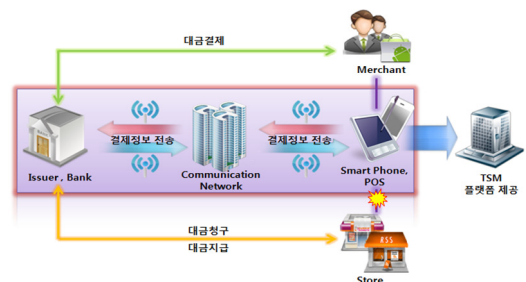 대금결제
Merchant
결제정보 전송
결제정보 전송
Issuer , Bank
Communication
Network
Smart Phone,
POS
TSM
플랫폼 제공
대금청구
대금지급
RSS
Store